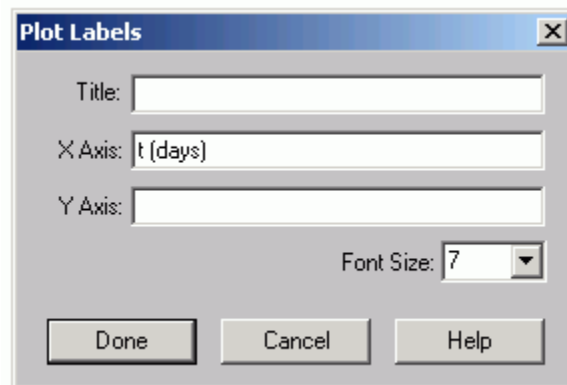 Plot Labels
Title:
X Axis: t (days)
Y Axis:
Font Size: 7
Done Cancel Help